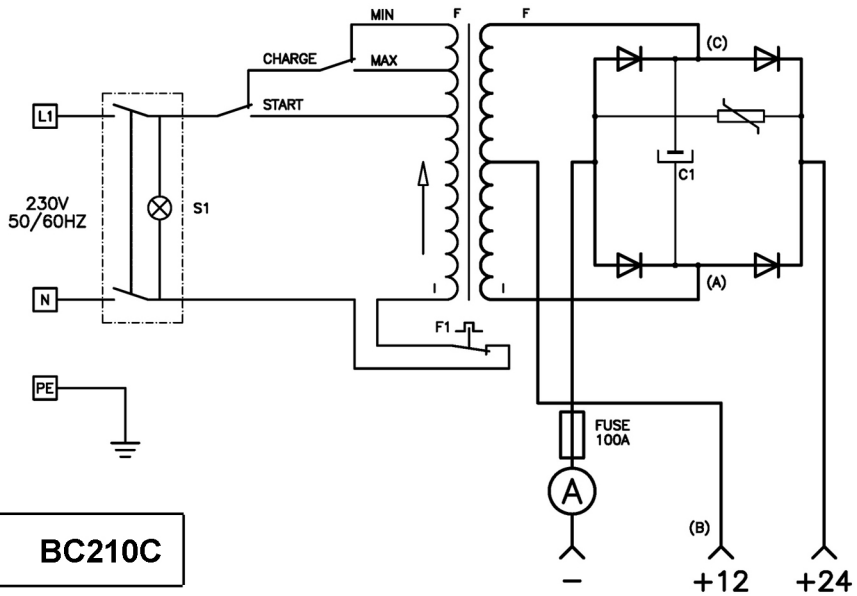 MIN
F
F
(C)
CHARGE
MAX
START
L1
C1
230V
50/60HZ
S1
I
I
(A)
N
F1
PE
FUSE
100A
A
(B)
BC210C
–
+12
+24